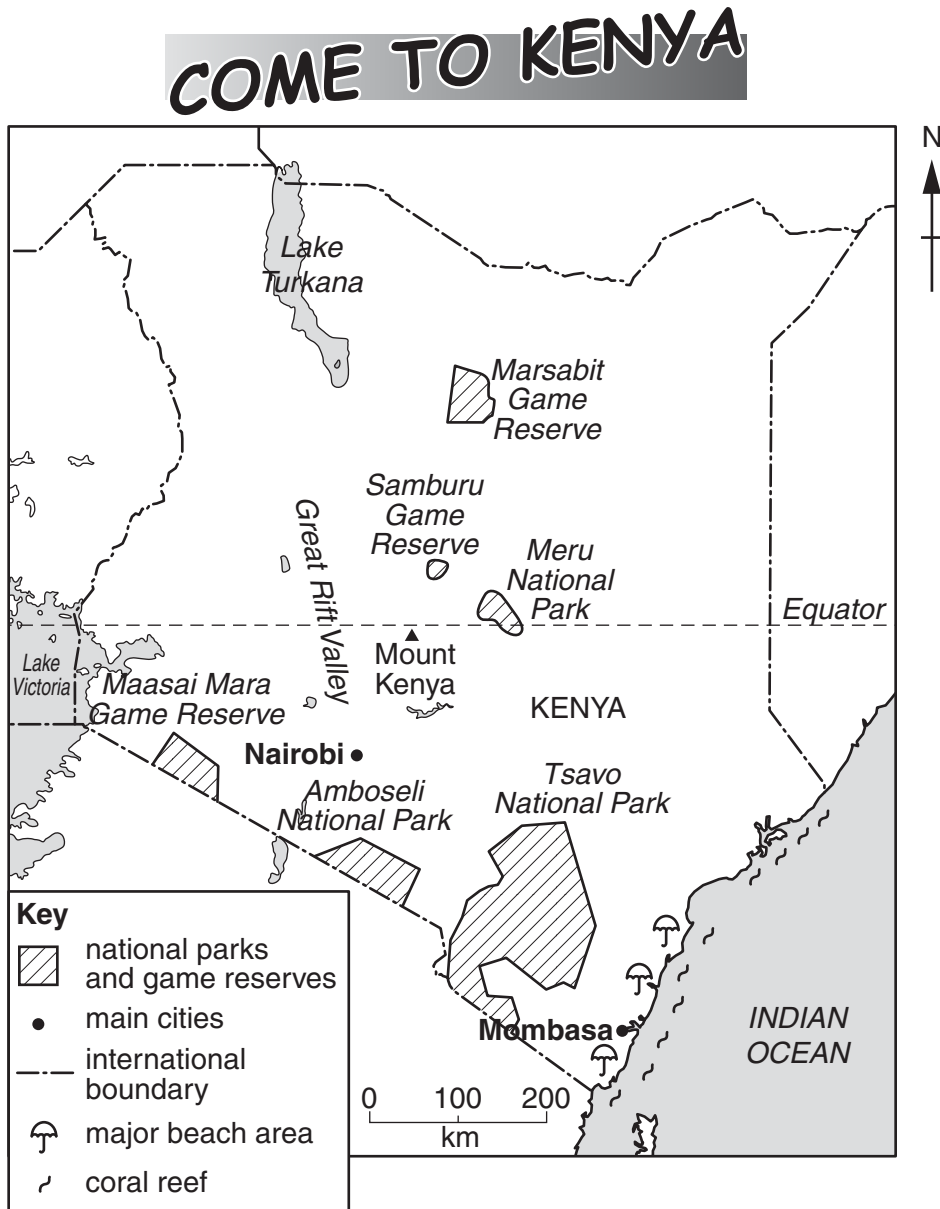 COME TO KENYA
N
Lake
Turkana
Marsabit
Game
Reserve
Samburu
Game
Reserve
Great Rift Valley
Meru
National
Park
Equator
Lake
Victoria
Mount
Kenya
Maasai Mara
Game Reserve
KENYA
Nairobi
Amboseli
National Park
Tsavo
National Park
Mombasa
INDIAN
OCEAN
Key
national parks
and game reserves
main cities
international
boundary
major beach area
coral reef
0 100 200
km